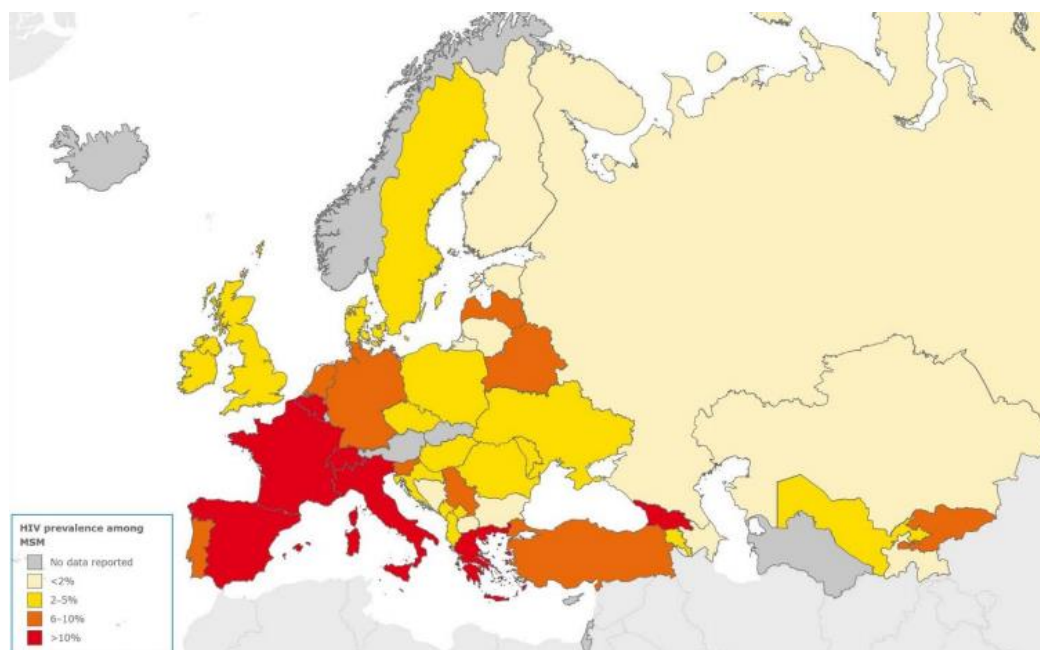 HIV prevalence among
MSM
No data reported
<2%
2–5%
6–10%
>10%